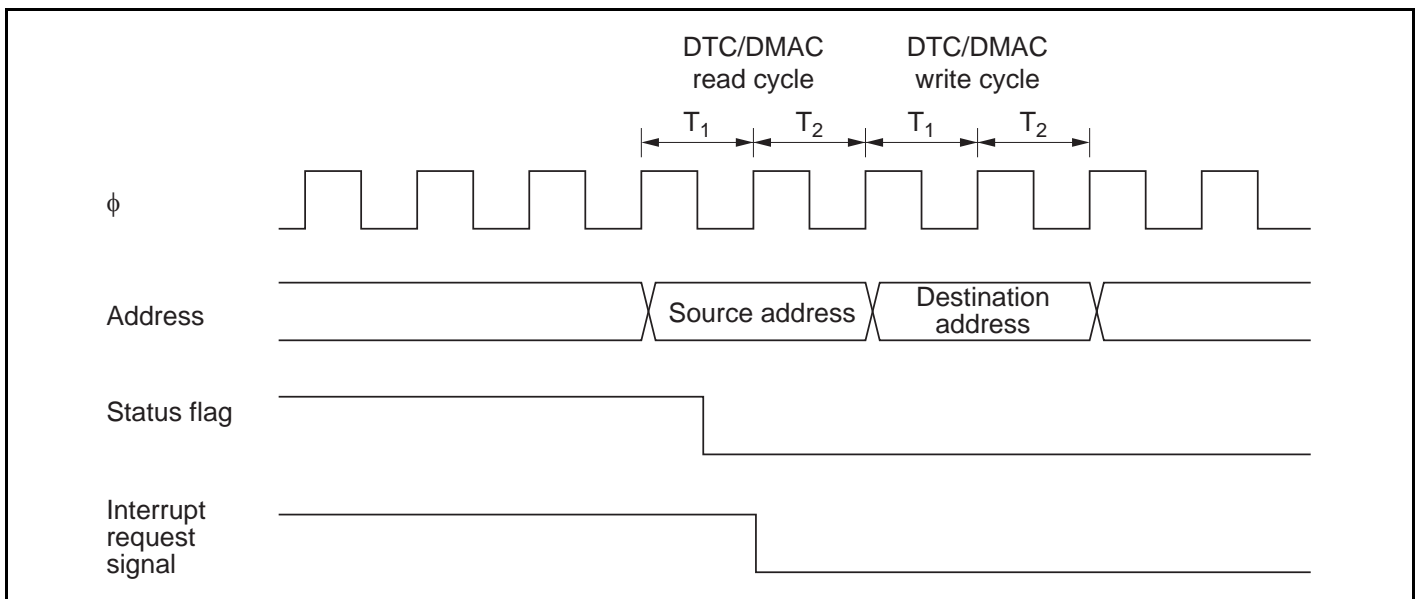 DTC/DMAC
read cycle
DTC/DMAC
write cycle
T1
T2
T1
T2
ϕ
Address
Source address
Destination
address
Status flag
Interrupt
request
signal